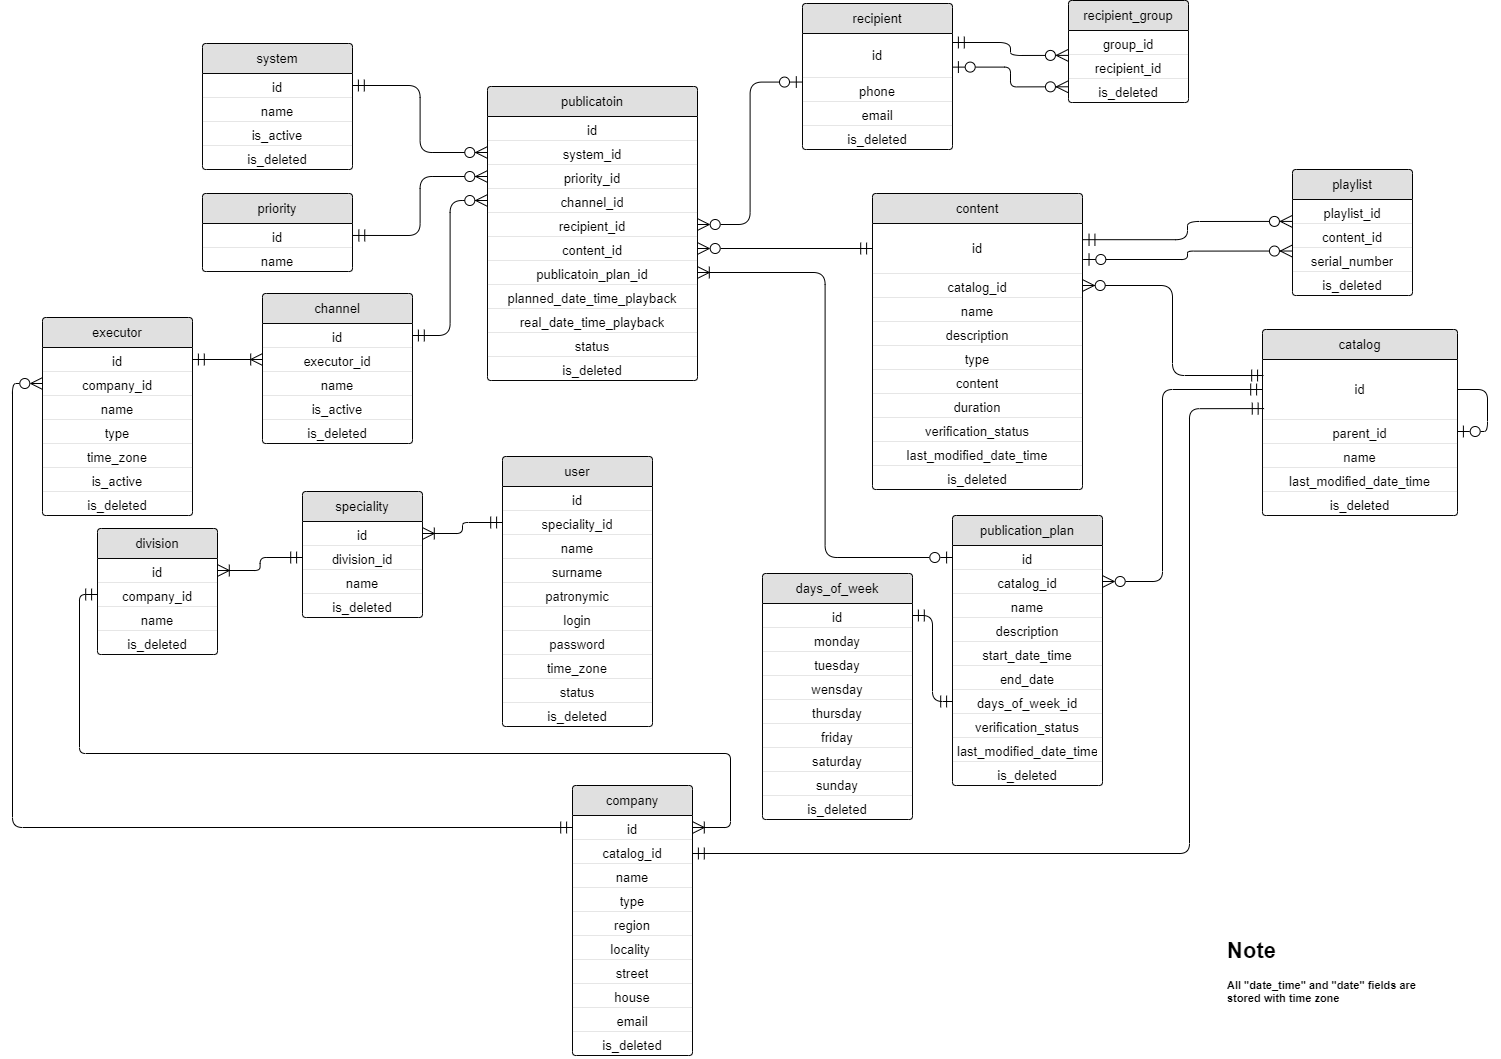 system
id
name
is_active
is_deleted
priority
id
name
channel
id
executor_id
name
is_active
is_deleted
executor
id
company_id
name
type
time_zone
is_active
is_deleted
division
id
company_id
name
is_deleted
speciality
id
division_id
name
is_deleted
user
id
speciality_id
name
surname
patronymic
login
password
time_zone
status
is_deleted
publicatoin
id
system_id
priority_id
channel_id
recipient_id
content_id
publicatoin_plan_id
planned_date_time_playback
real_date_time_playback
status
is_deleted
recipient
id
phone
email
is_deleted
recipient_group
group_id
recipient_id
is_deleted
content
id
catalog_id
name
description
type
content
duration
verification_status
last_modified_date_time
is_deleted
playlist
playlist_id
content_id
serial_number
is_deleted
catalog
id
parent_id
name
last_modified_date_time
is_deleted
publication_plan
id
catalog_id
name
description
start_date_time
end_date
days_of_week_id
verification_status
last_modified_date_time
is_deleted
days_of_week
id
monday
tuesday
wensday
thursday
friday
saturday
sunday
is_deleted
company
id
catalog_id
name
type
region
locality
street
house
email
is_deleted
Note
All "date_time" and "date" fields are
stored with time zone